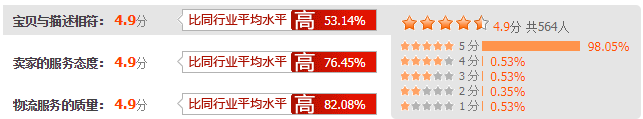 宝贝与描述相符： 4.9分 比同行业平均水平 高 53.14%
卖家的服务态度： 4.9分 比同行业平均水平 高 76.45%
物流服务的质量： 4.9分 比同行业平均水平 高 82.08%
4.9分 共564人
5分 98.05%
4分 0.53%
3分 0.53%
2分 0.35%
1分 0.53%